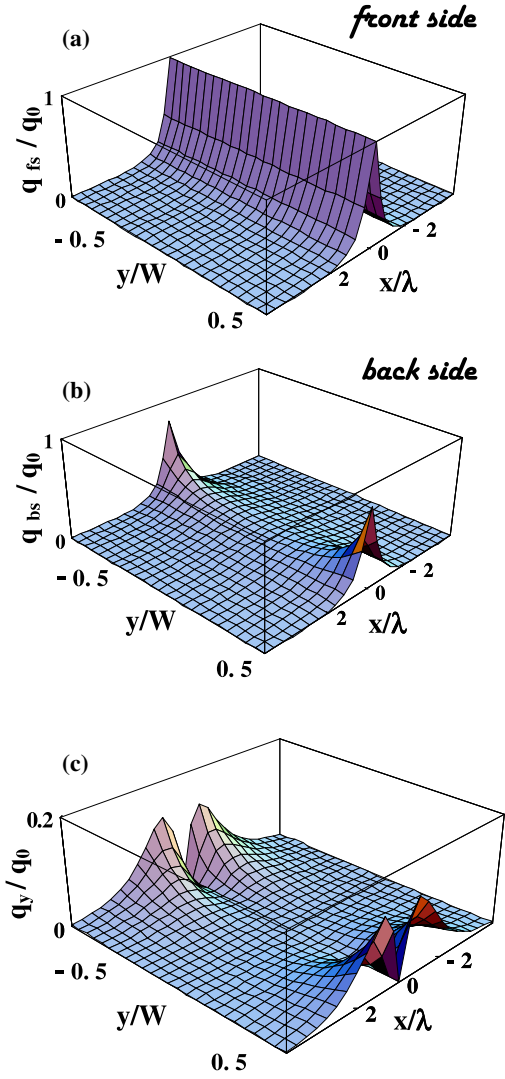 front side
(a)
1
q fs / q0
0
- 0. 5
y/W
0. 5
2
0
- 2
x/λ
back side
(b)
1
q bs / q0
0
- 0. 5
y/W
0. 5
2
0
- 2
x/λ
(c)
0.2
qy / q0
0
- 0. 5
y/W
0. 5
2
0
- 2
x/λ